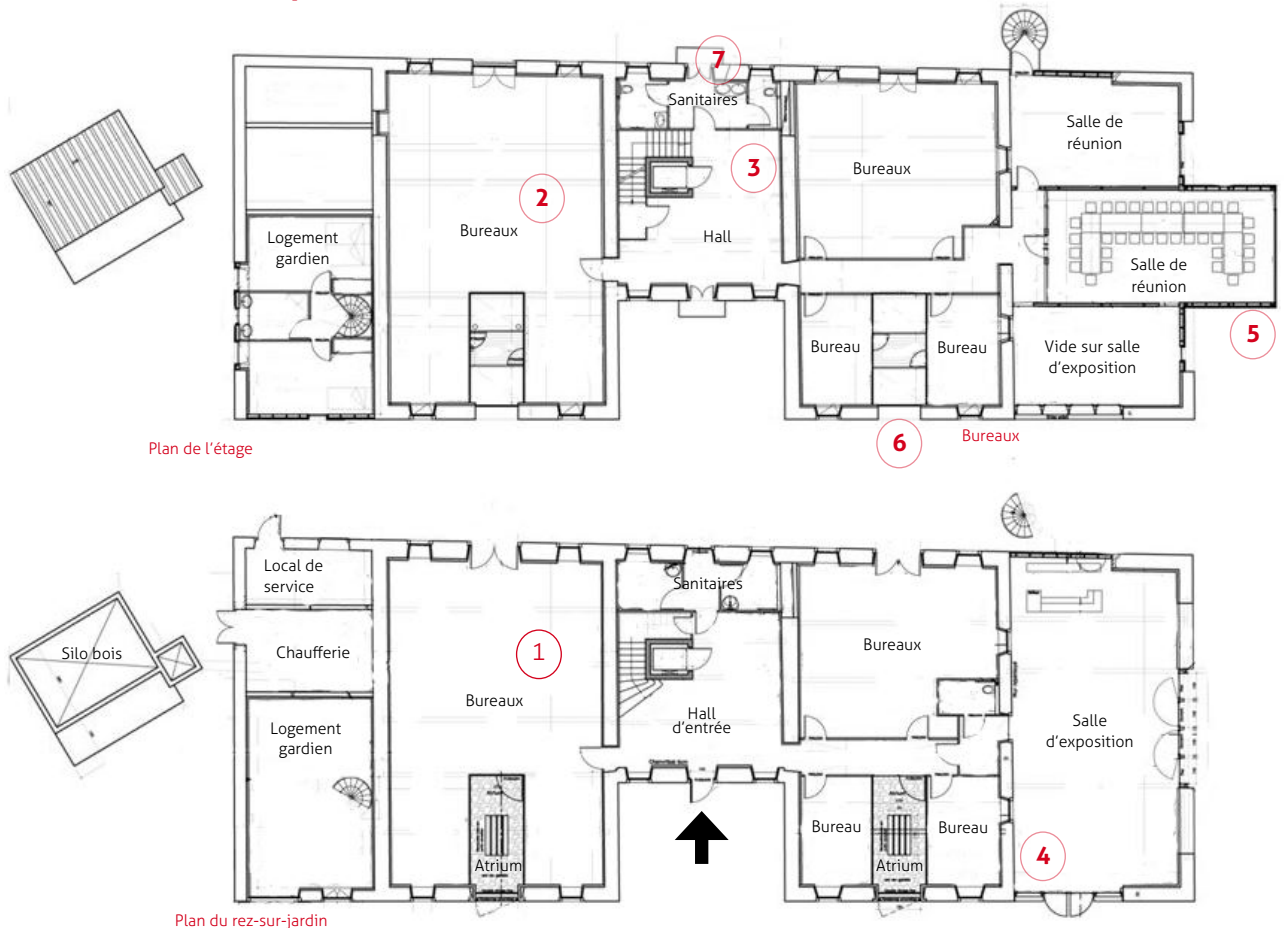 7
Sanitaires
Salle de
réunion
3
Bureaux
2
Bureaux
Hall
Logement
gardien
Salle de
réunion
5
Bureau
Bureau
Vide sur salle
d'exposition
6
Bureaux
Plan de l'étage
Local de
service
Sanitaires
Silo bois
Chaufferie
1
Bureaux
Bureaux
Logement
gardien
Hall
d'entrée
Salle
d'exposition
Bureau
Bureau
Atrium
Atrium
4
Plan du rez-sur-jardin